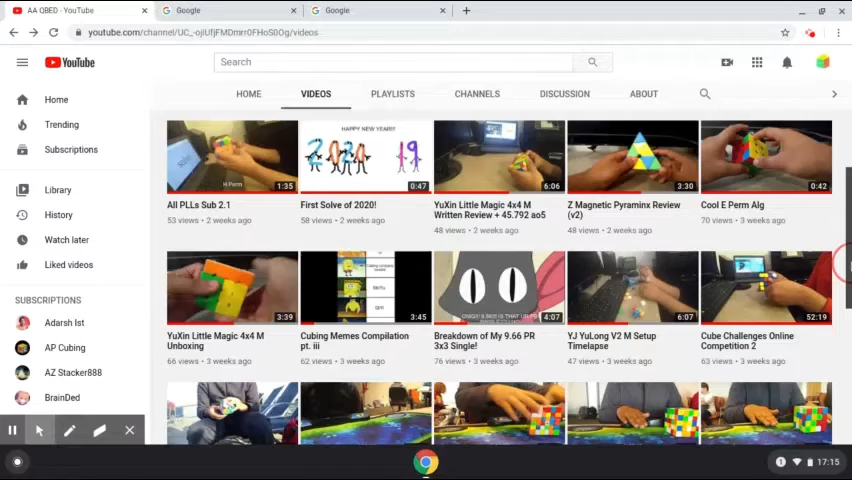 AA QBED - YouTube
Google
Google
youtube.com/channel/UC_-ojiUfjFMDmrr0FHoS0Og/videos
YouTube
Search
HOME
VIDEOS
PLAYLISTS
CHANNELS
DISCUSSION
ABOUT
Home
Trending
Subscriptions
Library
History
Watch later
Liked videos
SUBSCRIPTIONS
Adarsh Ist
AP Cubing
AZ Stacker888
BrainDed
solve
H Perm
1:35
HAPPY NEW YEAR!!
2020 19
0:47
6:06
3:30
0:42
All PLLs Sub 2.1
53 views • 2 weeks ago
First Solve of 2020!
58 views • 2 weeks ago
YuXin Little Magic 4x4 M
Written Review + 45.792 ao5
48 views • 2 weeks ago
Z Magnetic Pyraminx Review
(v2)
48 views • 2 weeks ago
Cool E Perm Alg
70 views • 3 weeks ago
3:39
3:45
4:07
6:07
52:19
YuXin Little Magic 4x4 M
Unboxing
66 views • 3 weeks ago
Cubing Memes Compilation
pt. iii
62 views • 3 weeks ago
Breakdown of My 9.66 PR
3x3 Single!
76 views • 3 weeks ago
YJ YuLong V2 M Setup
Timelapse
47 views • 3 weeks ago
Cube Challenges Online
Competition 2
63 views • 3 weeks ago
1
17:15